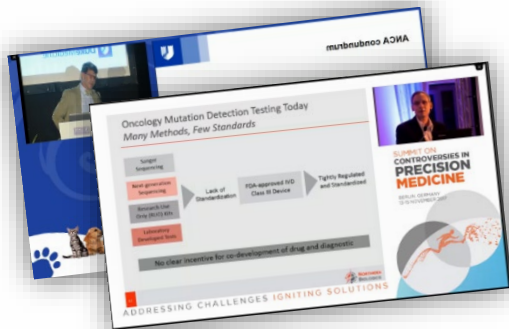 ANCA conundrum
Oncology Mutation Detection Testing Today
Many Methods, Few Standards
Sanger
Sequencing
Next-generation
Sequencing
Research Use
Only (RUO) Kits
Laboratory
Developed Tests
Lack of
Standardization
FDA-approved IVD
Class III Device
Tightly Regulated
and Standardized
No clear incentive for co-development of drug and diagnostic
SUMMIT ON
CONTROVERSIES IN
PRECISION
MEDICINE
BERLIN, GERMANY
ADDRESSING CHALLENGES IGNITING SOLUTIONS